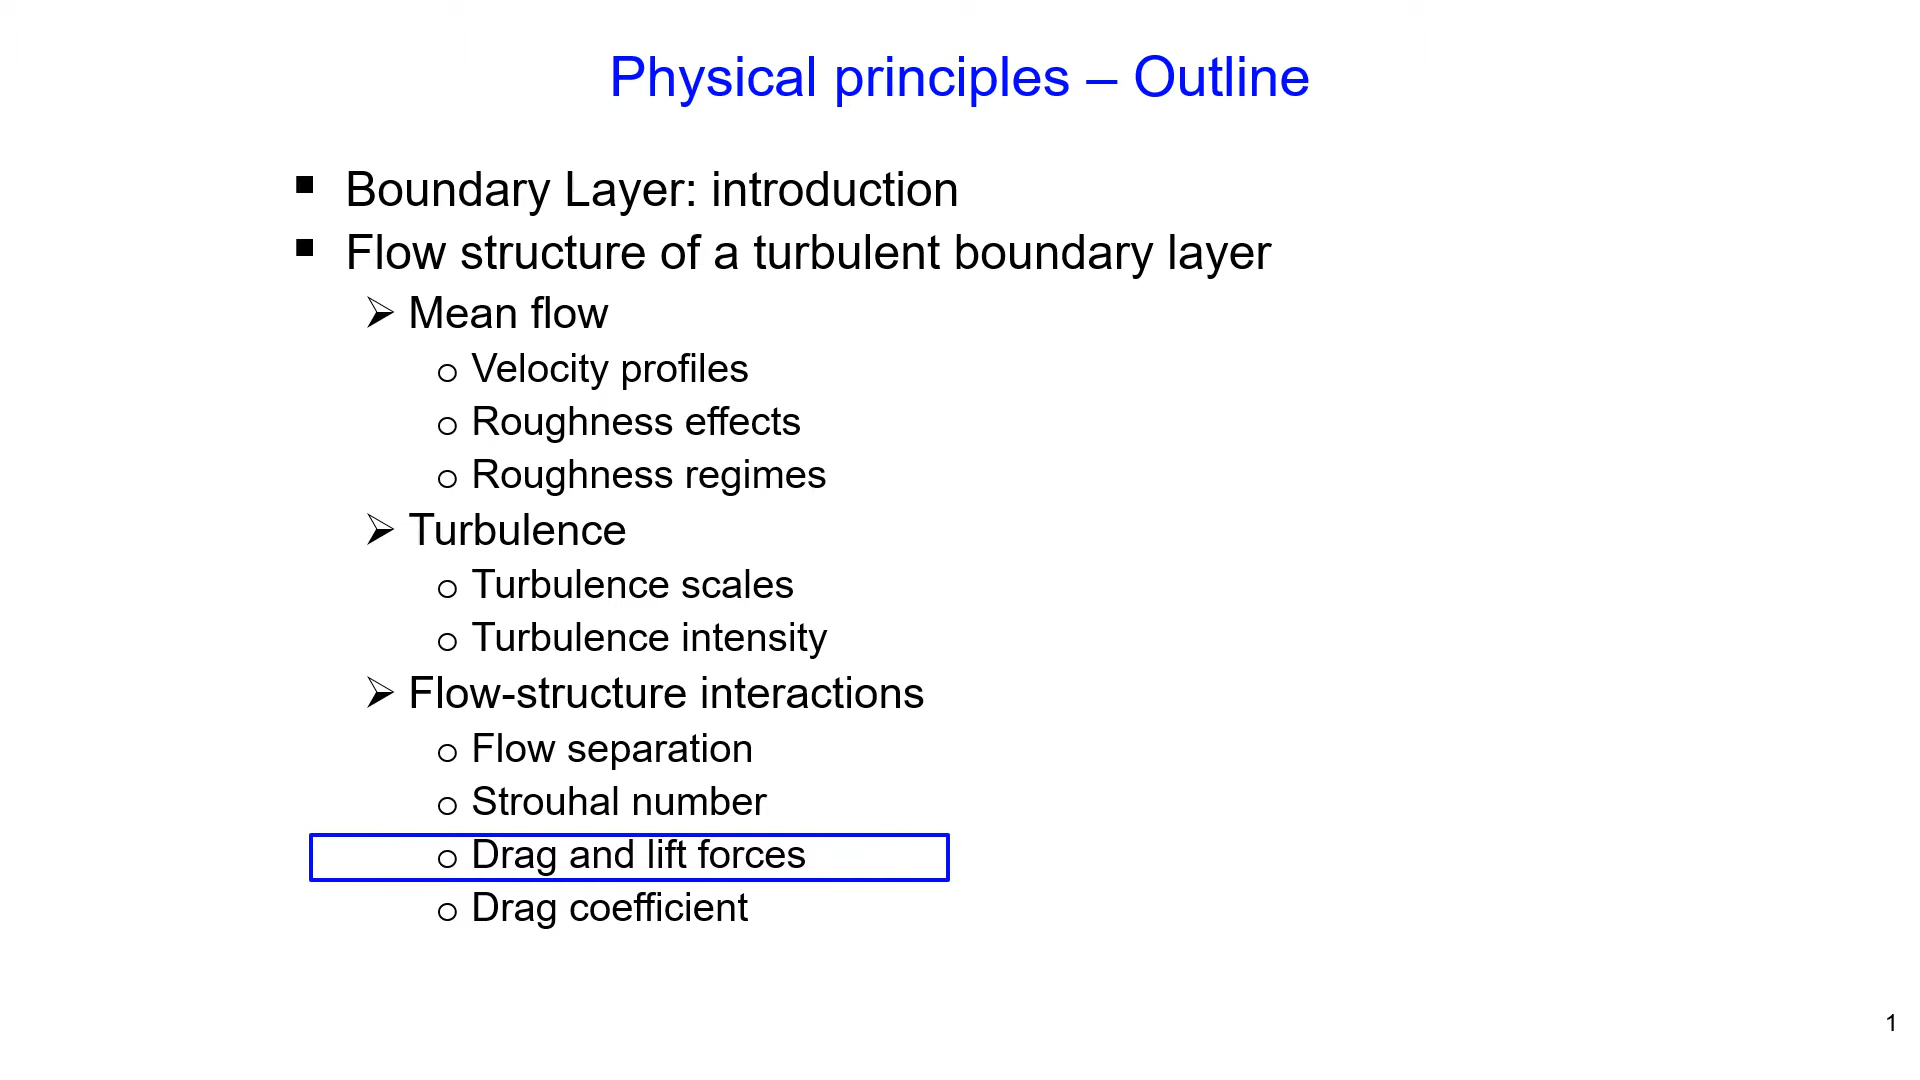 Physical principles – Outline
▪ Boundary Layer: introduction
▪ Flow structure of a turbulent boundary layer
➢ Mean flow
o Velocity profiles
o Roughness effects
o Roughness regimes
➢ Turbulence
o Turbulence scales
o Turbulence intensity
➢ Flow-structure interactions
o Flow separation
o Strouhal number
o Drag and lift forces
o Drag coefficient
1